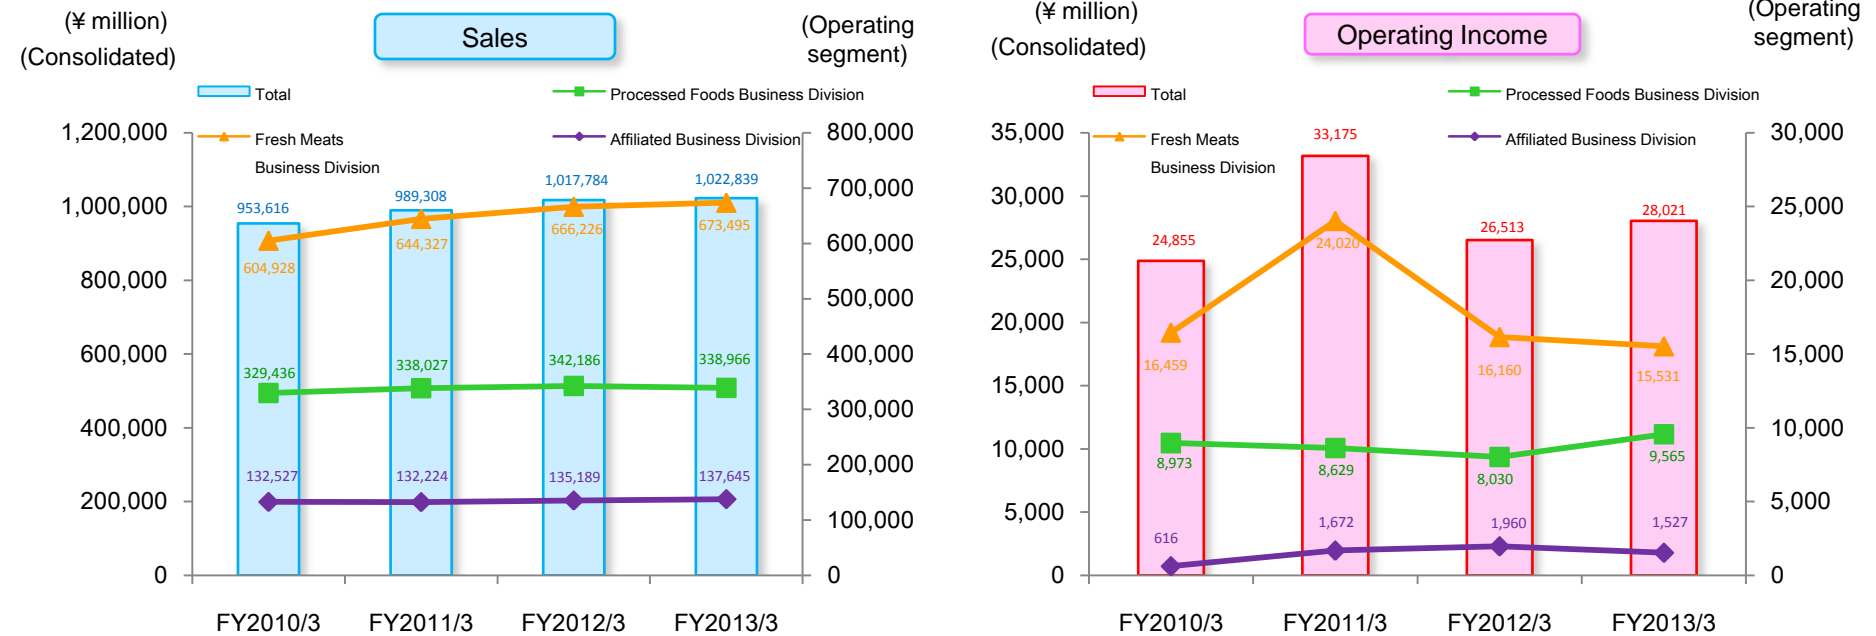 (¥ million)
(Consolidated)
Sales
(Operating
segment)
Total
Processed Foods Business Division
Fresh Meats
Business Division
Affiliated Business Division
1,200,000
1,000,000
800,000
600,000
400,000
200,000
0
800,000
700,000
600,000
500,000
400,000
300,000
200,000
100,000
0
953,616
989,308
1,017,784
1,022,839
604,928
644,327
666,226
673,495
329,436
338,027
342,186
338,966
132,527
132,224
135,189
137,645
FY2010/3
FY2011/3
FY2012/3
FY2013/3
(¥ million)
(Consolidated)
Operating Income
(Operating
segment)
Total
Processed Foods Business Division
Fresh Meats
Business Division
Affiliated Business Division
35,000
30,000
25,000
20,000
15,000
10,000
5,000
0
30,000
25,000
20,000
15,000
10,000
5,000
0
24,855
33,175
26,513
28,021
16,459
24,020
16,160
15,531
8,973
8,629
8,030
9,565
616
1,672
1,960
1,527
FY2010/3
FY2011/3
FY2012/3
FY2013/3